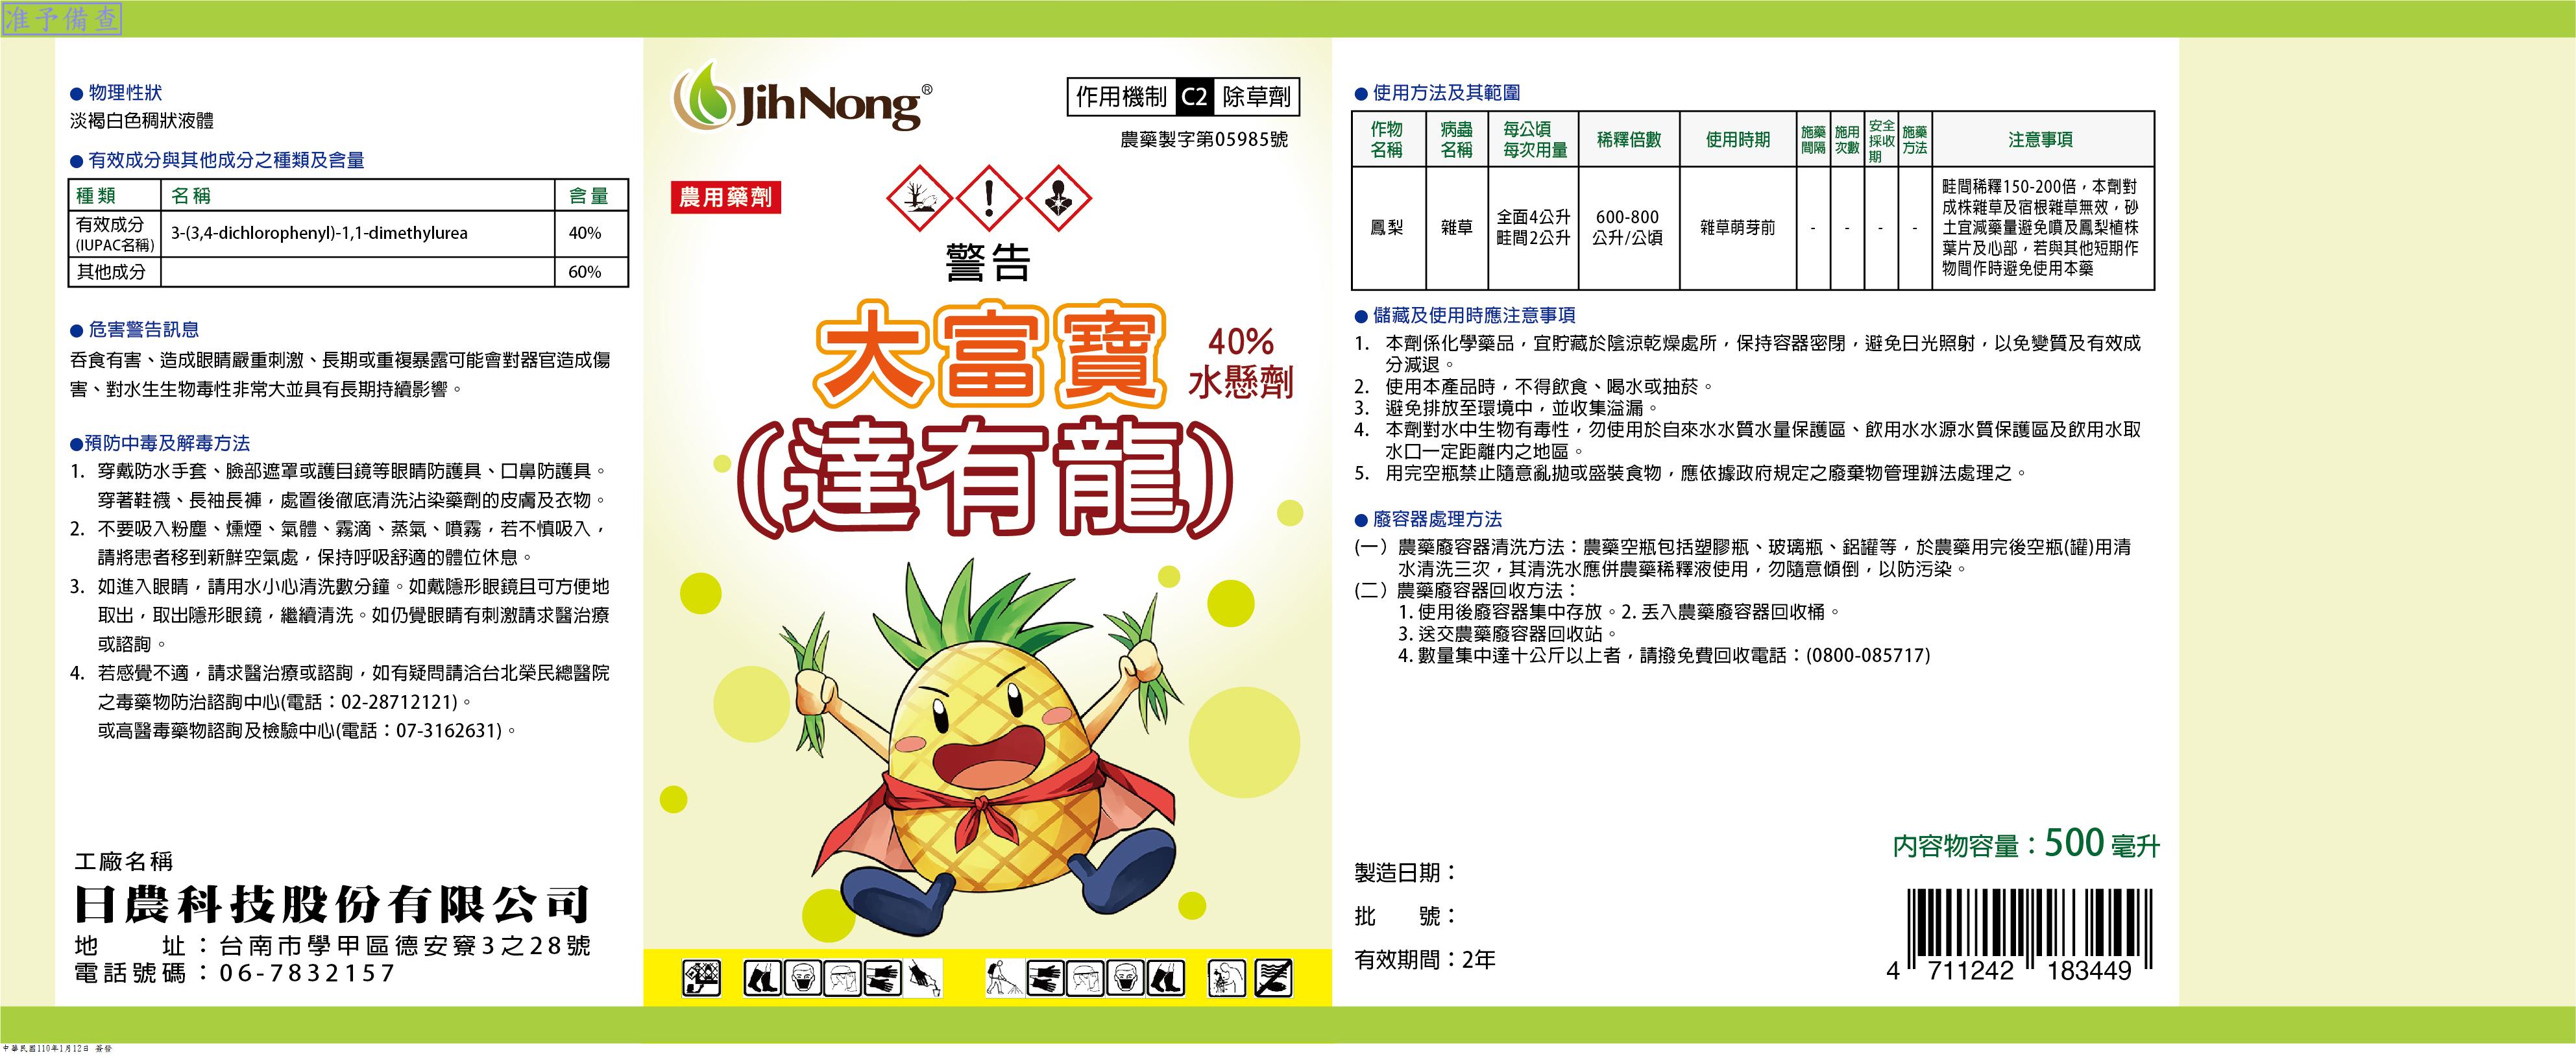 准予備查
● 物理性狀
淡褐白色稠狀液體
● 有效成分與其他成分之種類及含量
種類 名稱 含量
有效成分
(IUPAC名稱) 3-(3,4-dichlorophenyl)-1,1-dimethylurea 40%
其他成分 60%
● 危害警告訊息
吞食有害、造成眼睛嚴重刺激、長期或重複暴露可能會對器官造成傷
害、對水生生物毒性非常大並具有長期持續影響。
●預防中毒及解毒方法
1. 穿戴防水手套、臉部遮罩或護目鏡等眼睛防護具、口鼻防護具。
穿著鞋襪、長袖長褲，處置後徹底清洗沾染藥劑的皮膚及衣物。
2. 不要吸入粉塵、燻煙、氣體、霧滴、蒸氣、噴霧，若不慎吸入，
請將患者移到新鮮空氣處，保持呼吸舒適的體位休息。
3. 如進入眼睛，請用水小心清洗數分鐘。如戴隱形眼鏡且可方便地
取出，取出隱形眼鏡，繼續清洗。如仍覺眼睛有刺激請求醫治療
或諮詢。
4. 若感覺不適，請求醫治療或諮詢，如有疑問請洽台北榮民總醫院
之毒藥物防治諮詢中心(電話：02-28712121)。
或高醫毒藥物諮詢及檢驗中心(電話：07-3162631)。
工廠名稱
日農科技股份有限公司
地　　址：台南市學甲區德安寮3之28號
電話號碼：06-7832157
Jih Nong®
作用機制 C2 除草劑
農藥製字第05985號
農用藥劑
警告
大富寶
40%
水懸劑
(達有龍)
● 使用方法及其範圍
作物名稱 病蟲名稱 每公頃每次用量 稀釋倍數 使用時期 施藥間隔 施用次數 安全採收期 施藥方法 注意事項
鳳梨 雜草 全面4公升 畦間2公升 600-800 公升/公頃 雜草萌芽前 - - - - 畦間稀釋150-200倍，本劑對
成株雜草及宿根雜草無效，砂
土宜減藥量避免噴及鳳梨植株
葉片及心部，若與其他短期作
物間作時避免使用本藥
● 儲藏及使用時應注意事項
1. 本劑係化學藥品，宜貯藏於陰涼乾燥處所，保持容器密閉，避免日光照射，以免變質及有效成
分減退。
2. 使用本產品時，不得飲食、喝水或抽菸。
3. 避免排放至環境中，並收集溢漏。
4. 本劑對水中生物有毒性，勿使用於自來水水質水量保護區、飲用水水源水質保護區及飲用水取
水口一定距離內之地區。
5. 用完空瓶禁止隨意亂拋或盛裝食物，應依據政府規定之廢棄物管理辦法處理之。
● 廢容器處理方法
(一）農藥廢容器清洗方法：農藥空瓶包括塑膠瓶、玻璃瓶、鋁罐等，於農藥用完後空瓶(罐)用清
水清洗三次，其清洗水應併農藥稀釋液使用，勿隨意傾倒，以防污染。
(二）農藥廢容器回收方法：
1. 使用後廢容器集中存放。2. 丟入農藥廢容器回收桶。
3. 送交農藥廢容器回收站。
4. 數量集中達十公斤以上者，請撥免費回收電話：(0800-085717)
內容物容量：500 毫升
製造日期：
批　　號：
有效期間：2年
4 711242 183449
中華民國110年1月12日 簽發